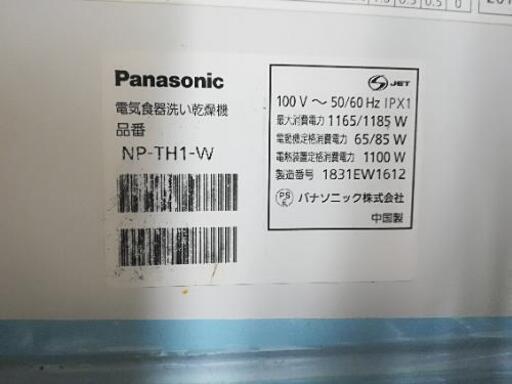 Panasonic
電気食器洗い乾燥機
品番
NP-TH1-W
JET
100 V ～ 50/60 Hz IPX1
最大消費電力 1165/1185 W
電動機定格消費電力 65/85 W
電熱装置定格消費電力 1100 W
製造番号 1831EW1612
PS E パナソニック株式会社
中国製